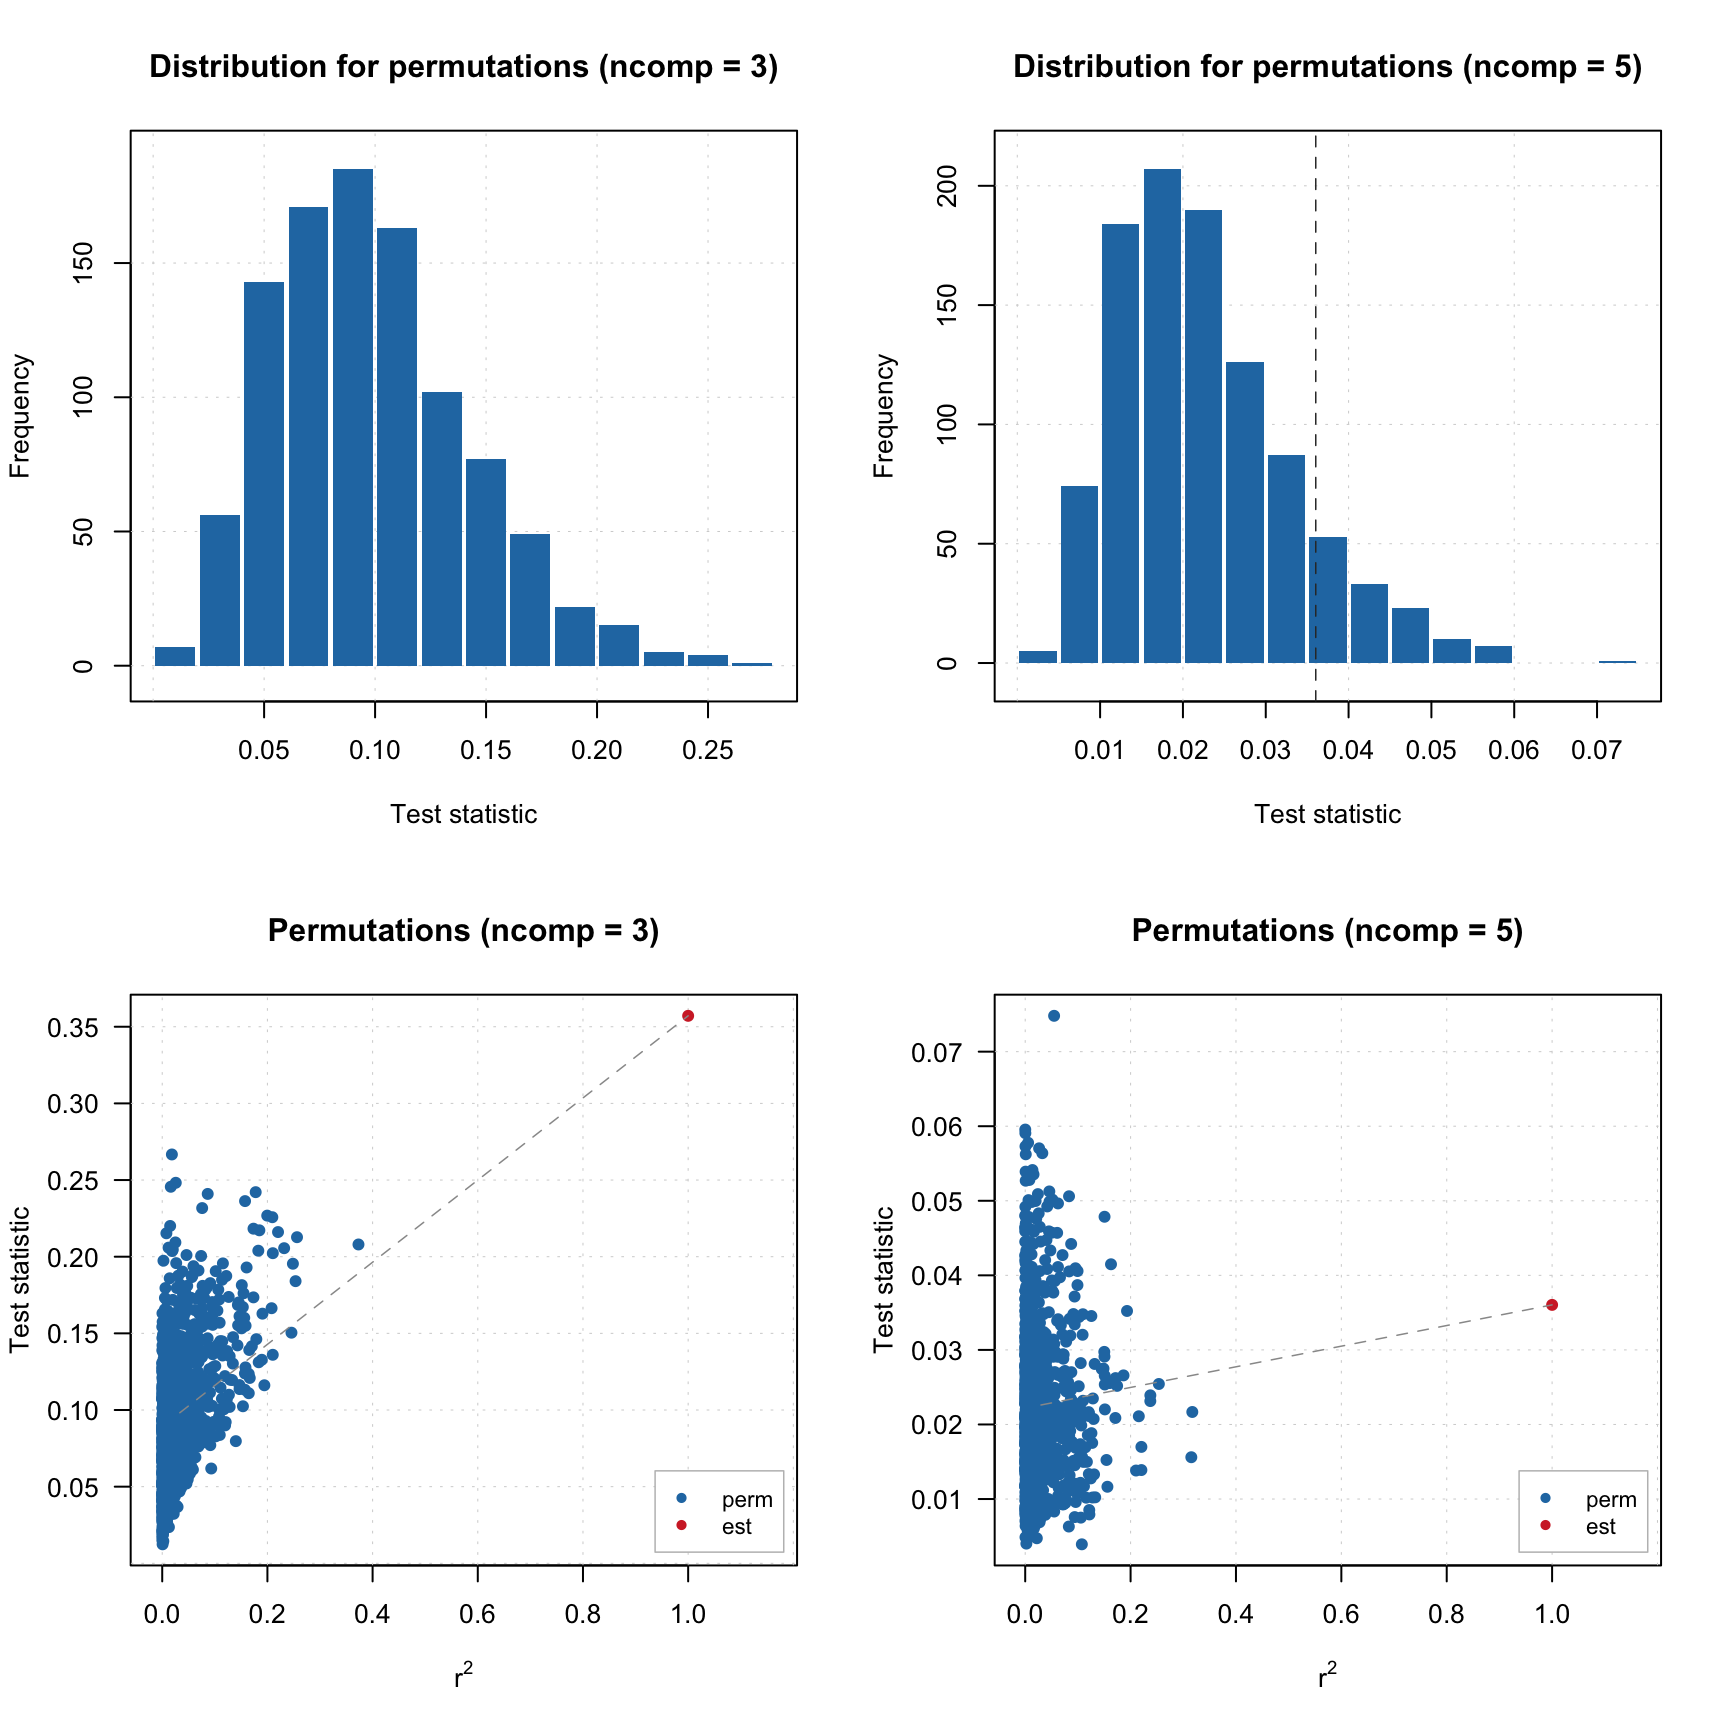 Distribution for permutations (ncomp = 3)
Frequency
150
100
50
0
0.05 0.10 0.15 0.20 0.25
Test statistic
Distribution for permutations (ncomp = 5)
Frequency
200
150
100
50
0
0.01 0.02 0.03 0.04 0.05 0.06 0.07
Test statistic
Permutations (ncomp = 3)
Test statistic
0.35
0.30
0.25
0.20
0.15
0.10
0.05
perm
est
0.0 0.2 0.4 0.6 0.8 1.0
r²
Permutations (ncomp = 5)
Test statistic
0.07
0.06
0.05
0.04
0.03
0.02
0.01
perm
est
0.0 0.2 0.4 0.6 0.8 1.0
r²